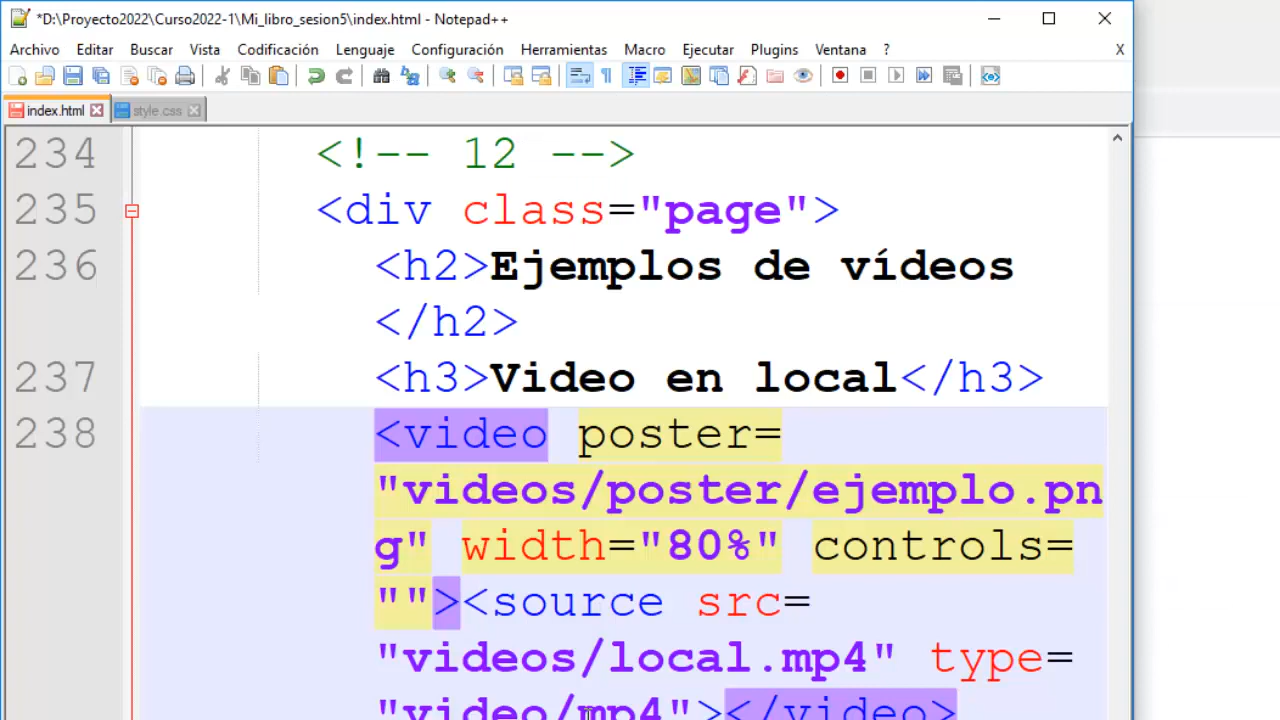 *D:\Proyecto2022\Curso2022-1\Mi_libro_sesion5\index.html - Notepad++
Archivo Editar Buscar Vista Codificación Lenguaje Configuración Herramientas Macro Ejecutar Plugins Ventana ? X
index.html style.css
234 <!-- 12 -->
235 <div class="page">
236 <h2>Ejemplos de vídeos
</h2>
237 <h3>Video en local</h3>
238 <video poster=
"videos/poster/ejemplo.pn
g" width="80%" controls=
""><source src=
"videos/local.mp4" type=
"video/mp4"></video>